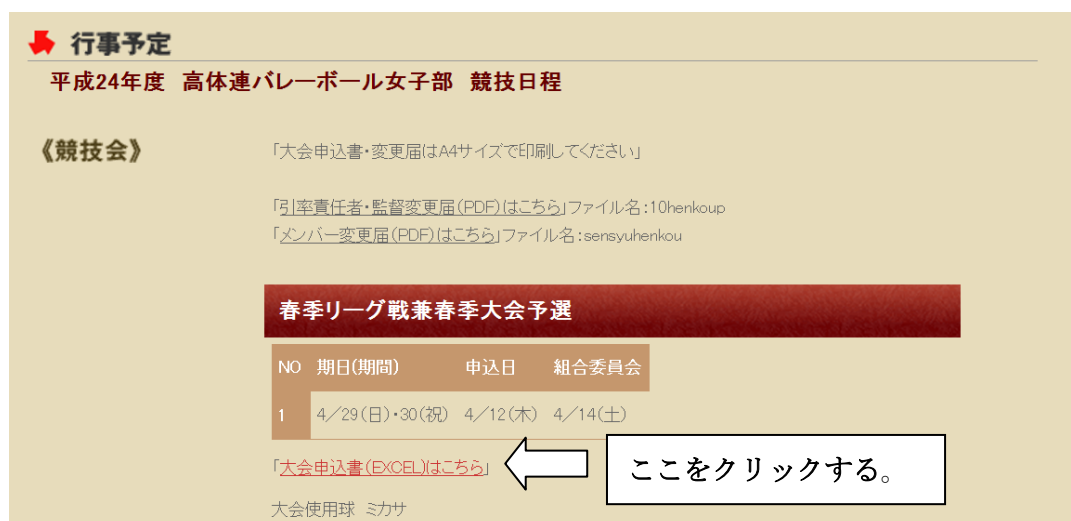 行事予定
平成24年度 高体連バレーボール女子部 競技日程
《競技会》
「大会申込書・変更届はA4サイズで印刷してください」
「引率責任者・監督変更届(PDF)はこちら」ファイル名:10henkoup
「メンバー変更届(PDF)はこちら」ファイル名:sensyuhenkou
春季リーグ戦兼春季大会予選
NO 期日(期間) 申込日 組合委員会
1 4/29(日)・30(祝) 4/12(木) 4/14(土)
「大会申込書(EXCEL)はこちら」
ここをクリックする。
大会使用球 ミカサ